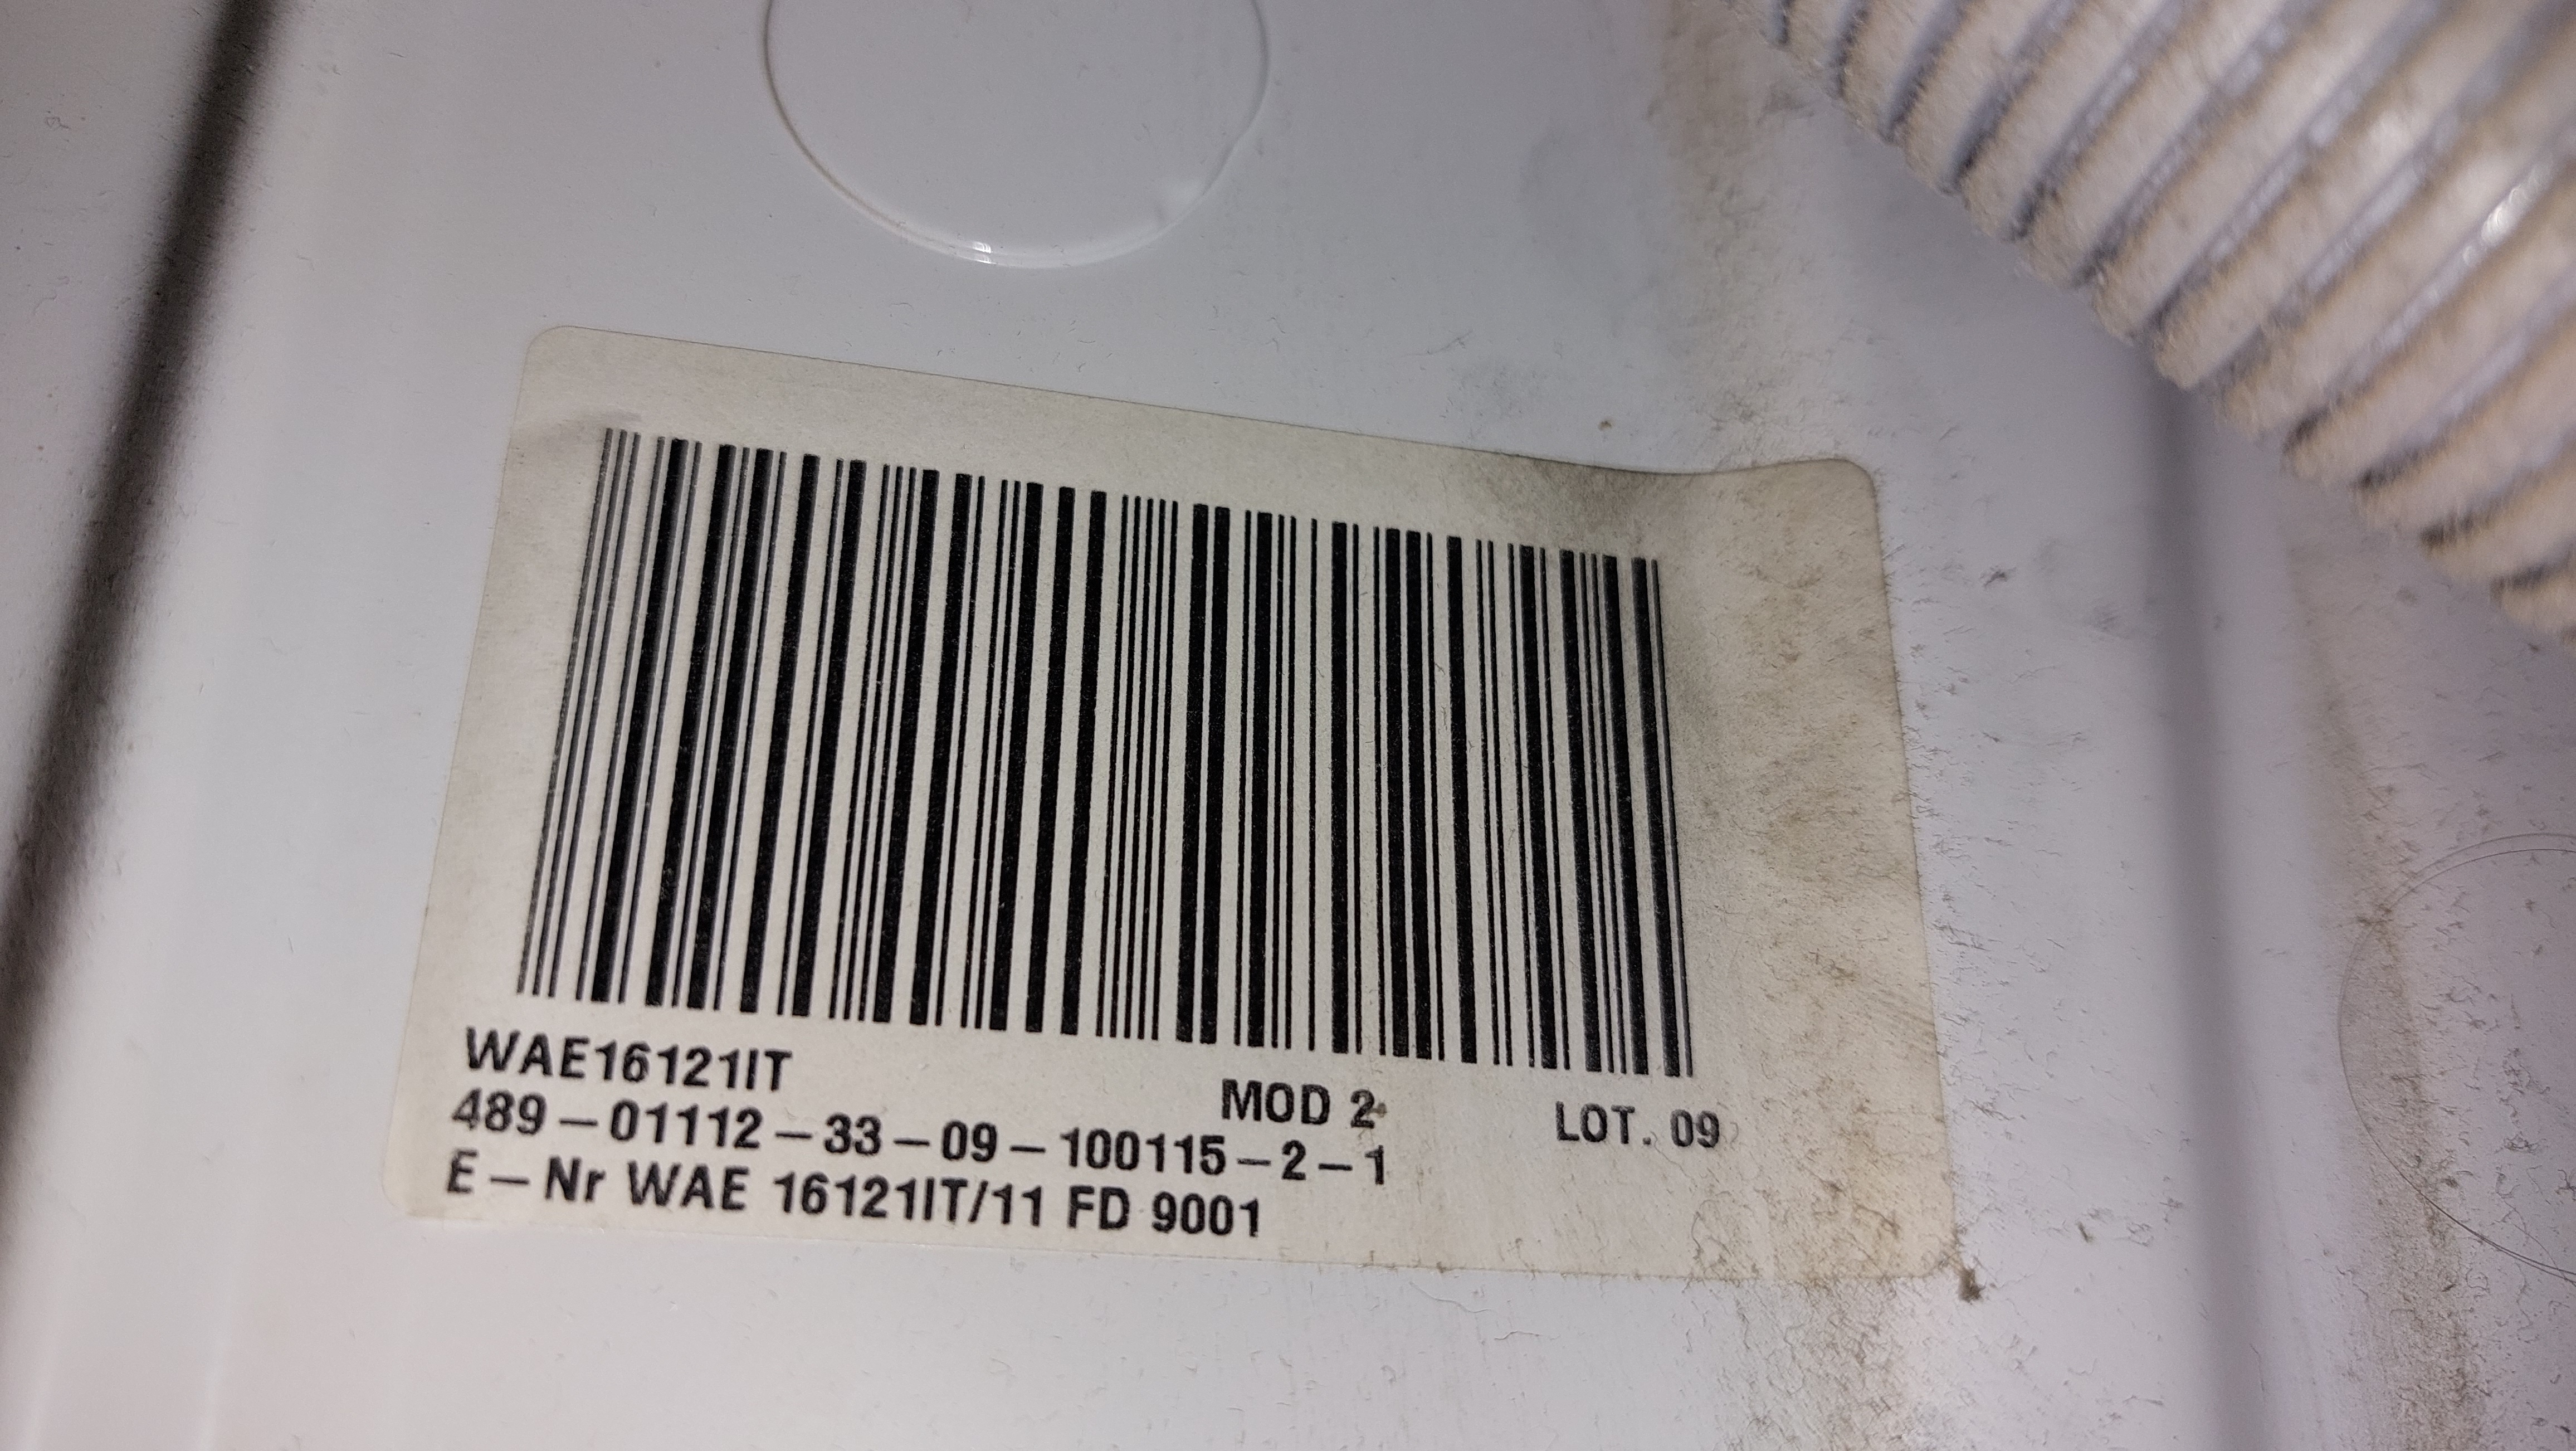 WAE16121IT
MOD 2 LOT. 09
489-01112-33-09-100115-2-1
E-Nr WAE 16121IT/11 FD 9001